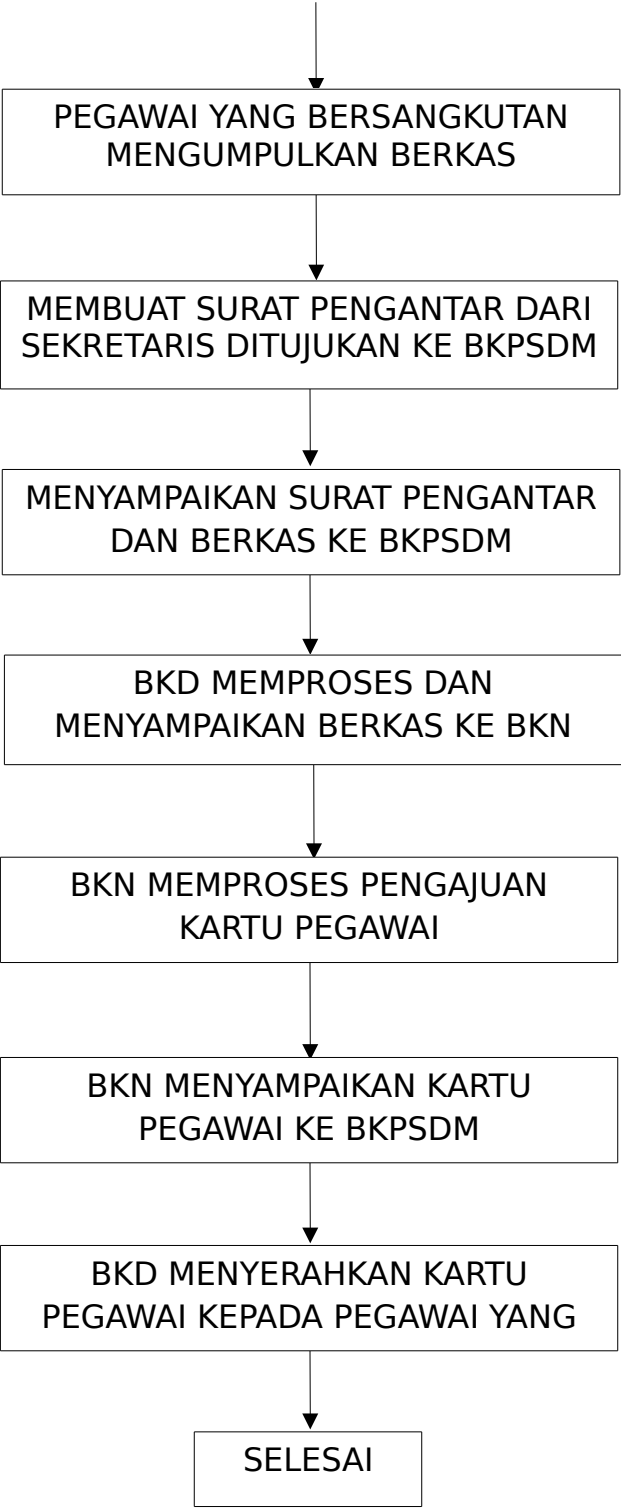 PEGAWAI YANG BERSANGKUTAN
MENGUMPULKAN BERKAS
MEMBUAT SURAT PENGANTAR DARI
SEKRETARIS DITUJUKAN KE BKPSDM
MENYAMPAIKAN SURAT PENGANTAR
DAN BERKAS KE BKPSDM
BKD MEMPROSES DAN
MENYAMPAIKAN BERKAS KE BKN
BKN MEMPROSES PENGAJUAN
KARTU PEGAWAI
BKN MENYAMPAIKAN KARTU
PEGAWAI KE BKPSDM
BKD MENYERAHKAN KARTU
PEGAWAI KEPADA PEGAWAI YANG
SELESAI